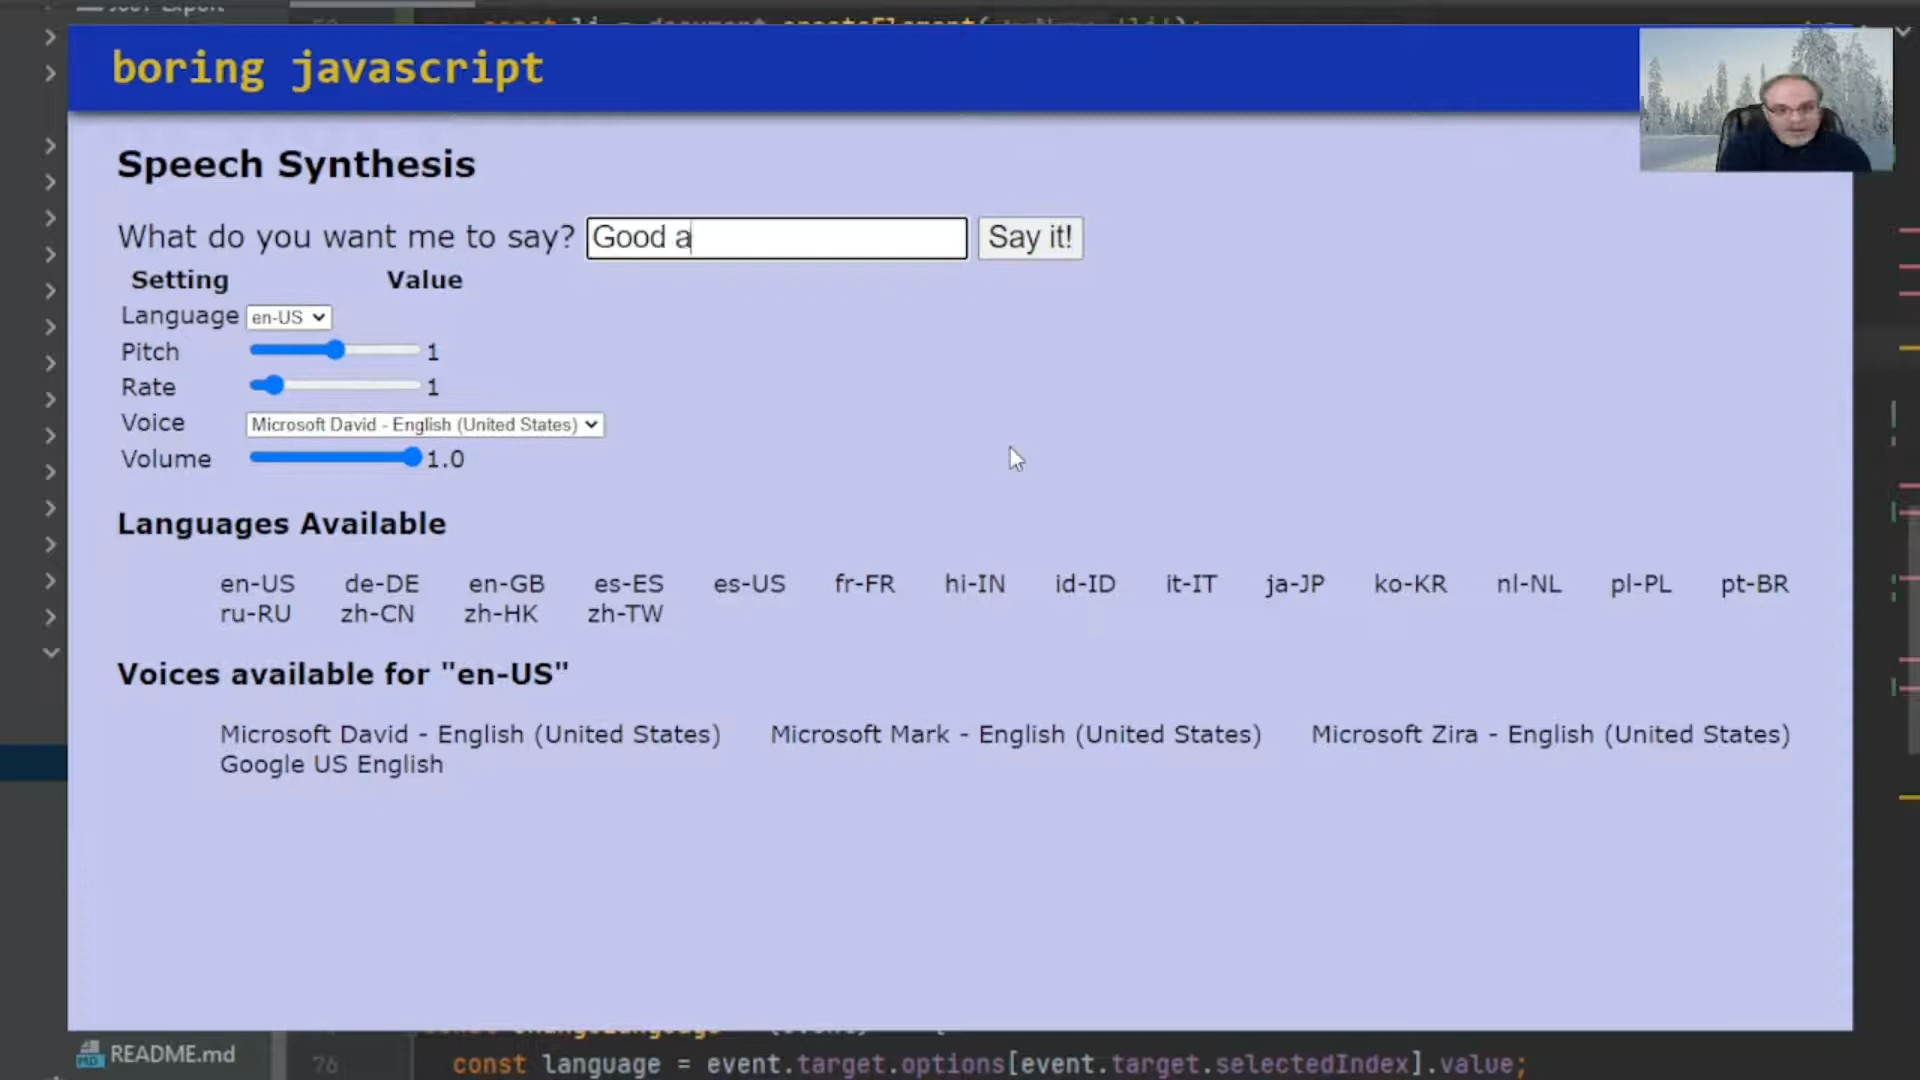 boring javascript
Speech Synthesis
What do you want me to say? Good a Say it!
Setting Value
Language en-US
Pitch 1
Rate 1
Voice Microsoft David - English (United States)
Volume 1.0
Languages Available
en-US de-DE en-GB es-ES es-US fr-FR hi-IN id-ID it-IT ja-JP ko-KR nl-NL pl-PL pt-BR
ru-RU zh-CN zh-HK zh-TW
Voices available for "en-US"
Microsoft David - English (United States) Microsoft Mark - English (United States) Microsoft Zira - English (United States)
Google US English
README.md 76 const language = event.target.options[event.target.selectedIndex].value;